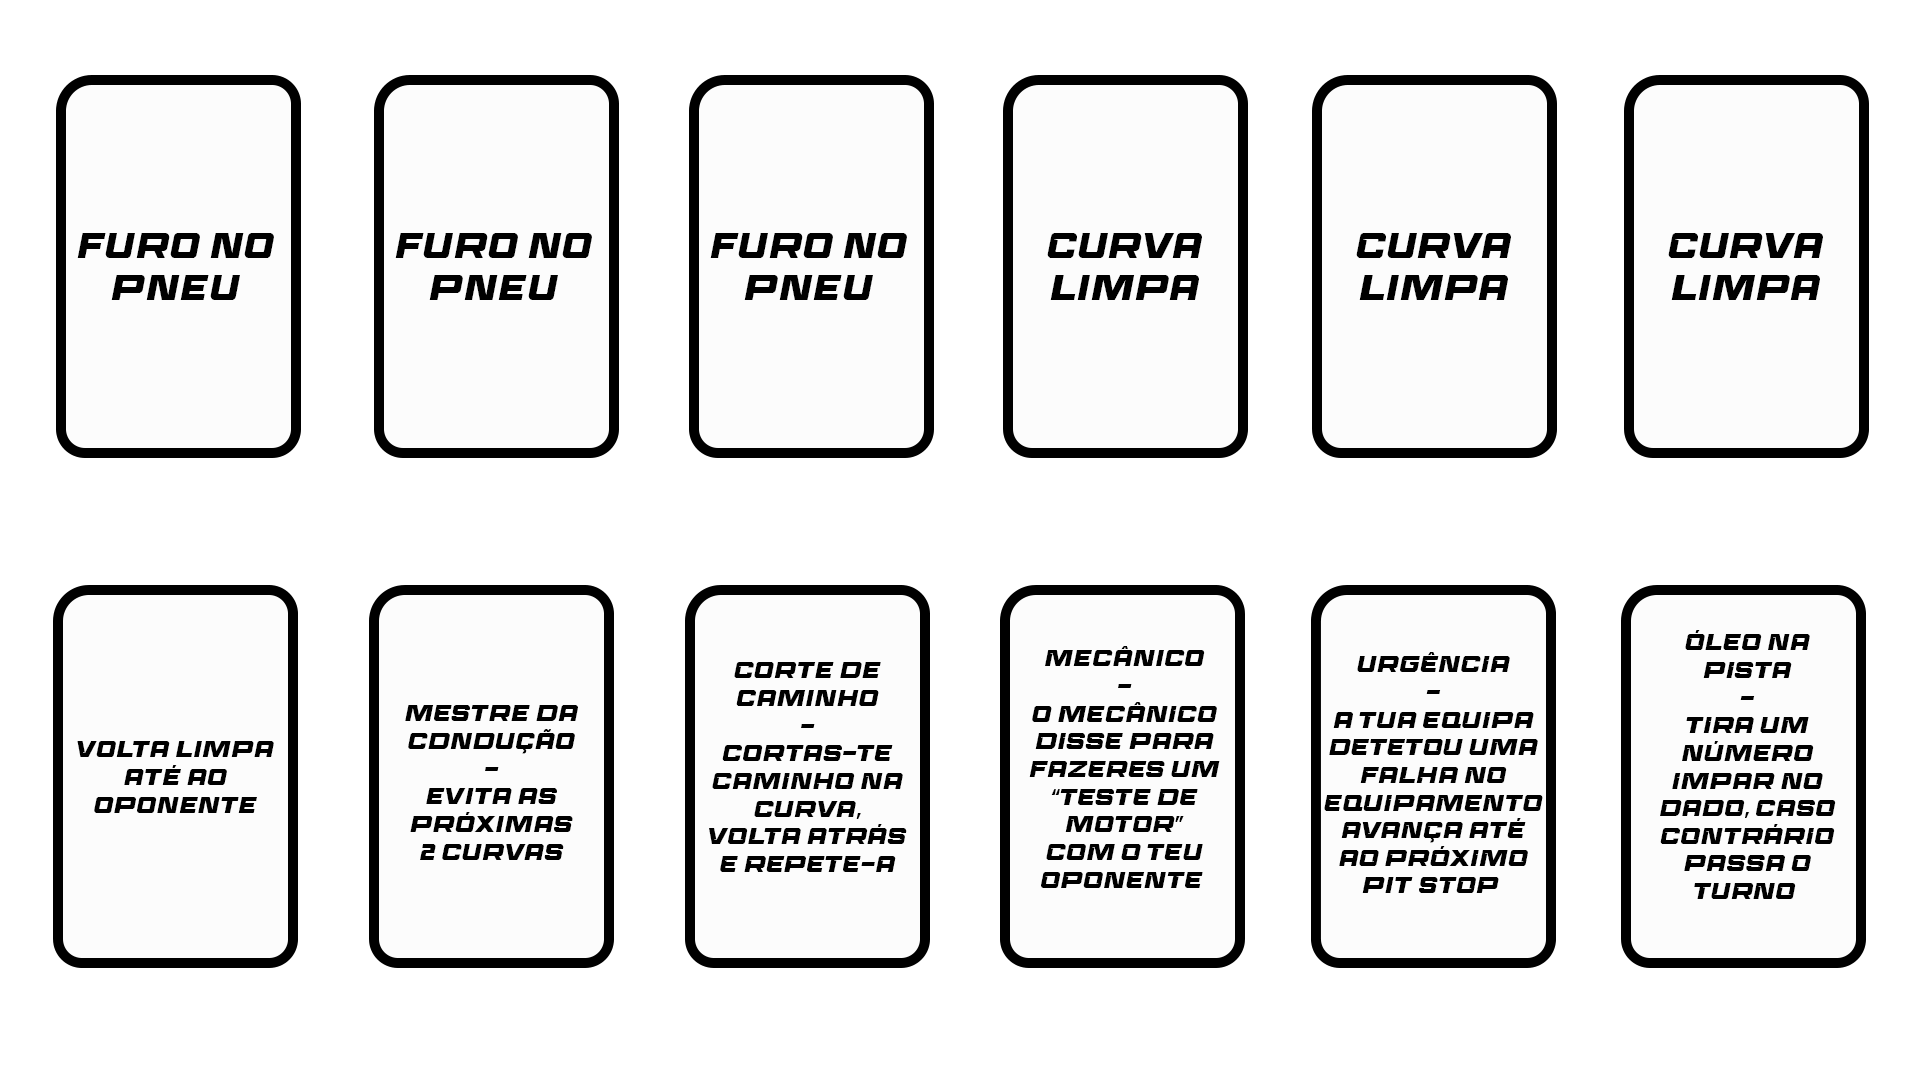 FURO NO
PNEU
FURO NO
PNEU
FURO NO
PNEU
CURVA
LIMPA
CURVA
LIMPA
CURVA
LIMPA
VOLTA LIMPA
ATÉ AO
OPONENTE
MESTRE DA
CONDUÇÃO
-
EVITA AS
PRÓXIMAS
2 CURVAS
CORTE DE
CAMINHO
-
CORTAS-TE
CAMINHO NA
CURVA,
VOLTA ATRÁS
E REPETE-A
MECÂNICO
-
O MECÂNICO
DISSE PARA
FAZERES UM
“TESTE DE
MOTOR”
COM O TEU
OPONENTE
URGÊNCIA
-
A TUA EQUIPA
DETETOU UMA
FALHA NO
EQUIPAMENTO
AVANÇA ATÉ
AO PRÓXIMO
PIT STOP
ÓLEO NA
PISTA
-
TIRA UM
NÚMERO
IMPAR NO
DADO, CASO
CONTRÁRIO
PASSA O
TURNO